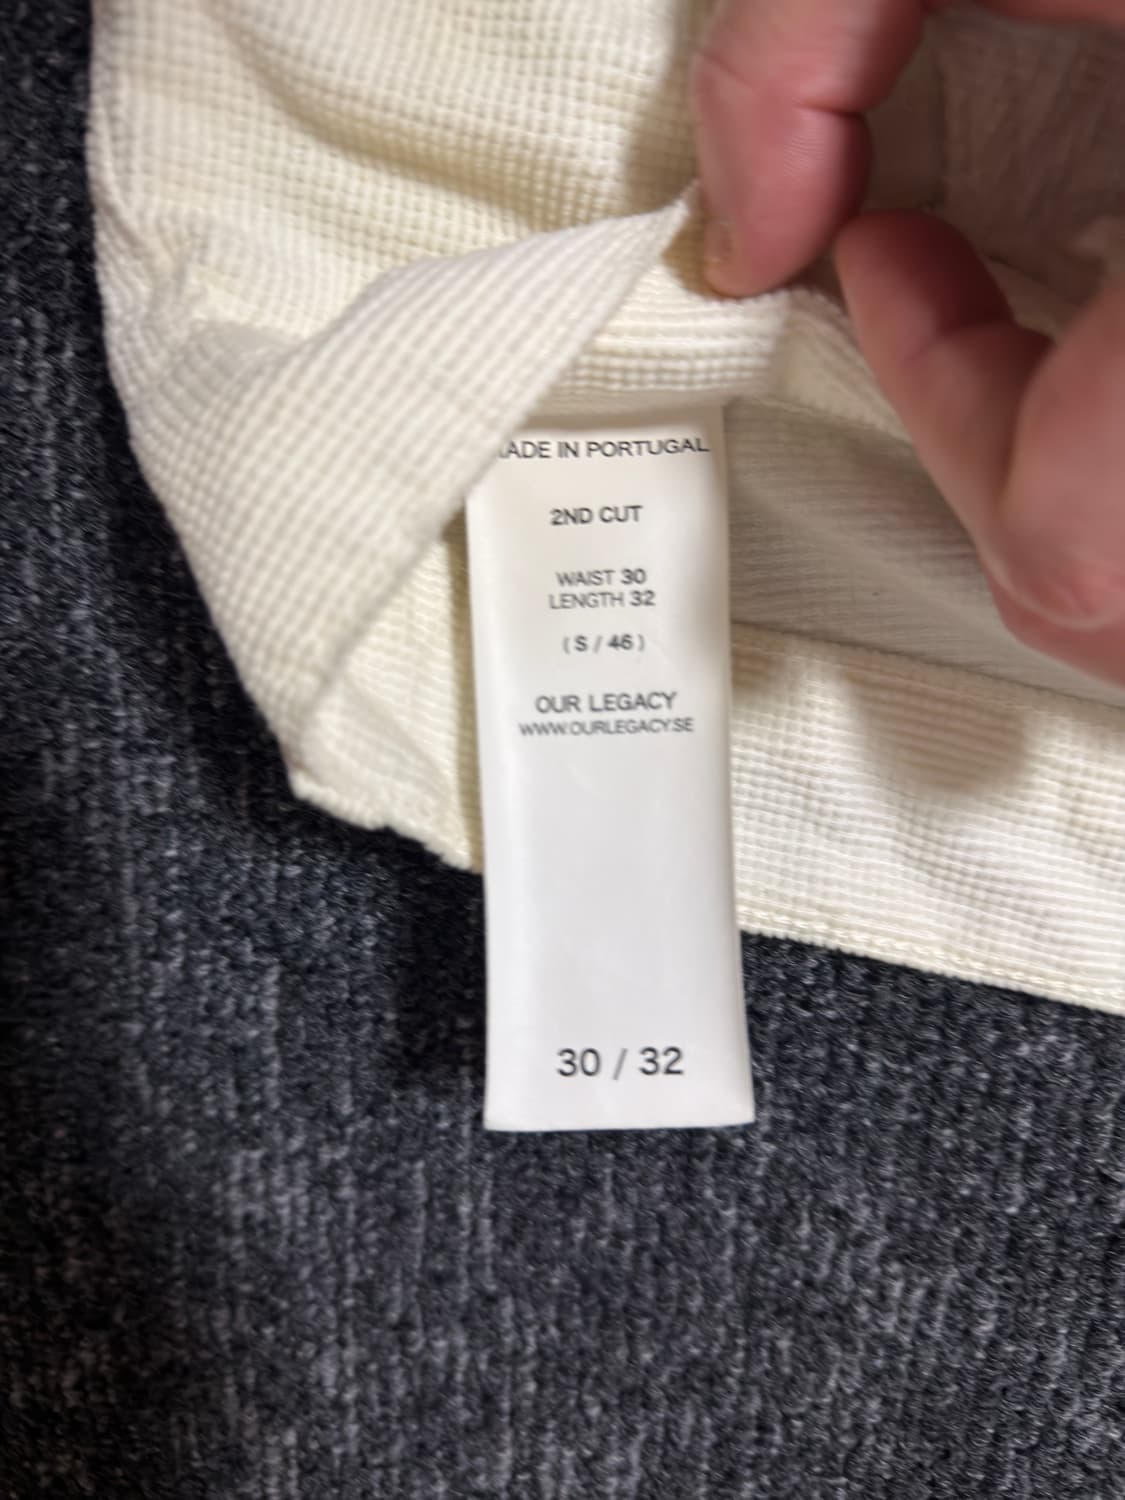 MADE IN PORTUGAL
2ND CUT
WAIST 30
LENGTH 32
( S / 46 )
OUR LEGACY
WWW.OURLEGACY.SE
30 / 32